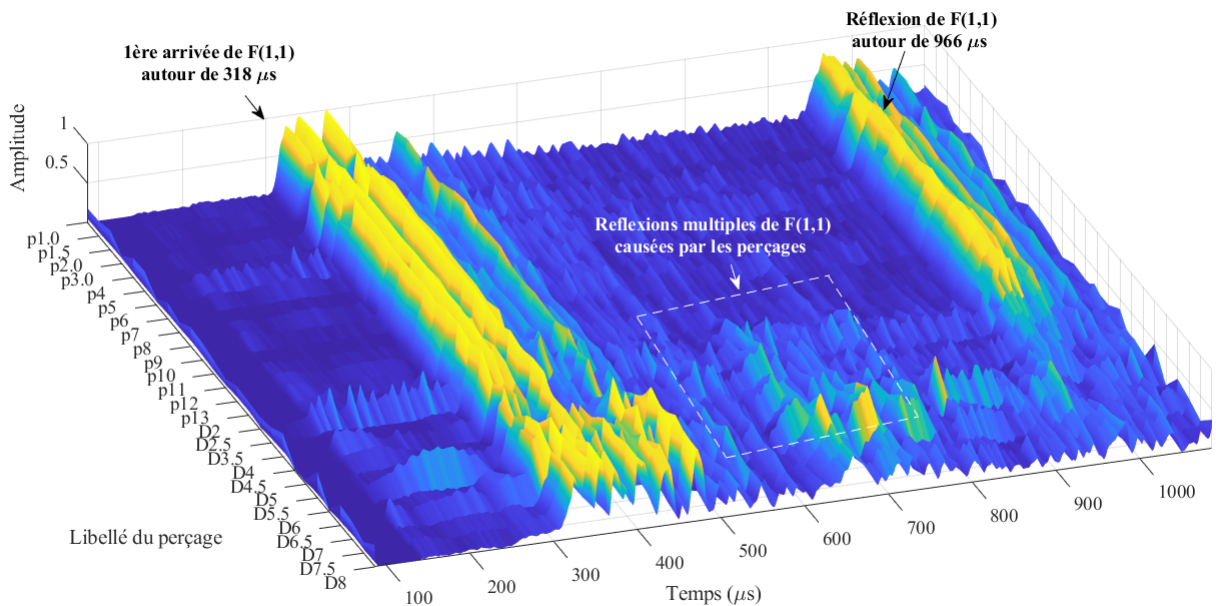 1ère arrivée de F(1,1)
autour de 318 μs
Réflexion de F(1,1)
autour de 966 μs
Reflexions multiples de F(1,1)
causées par les perçages
Amplitude
1
0.5
p1.0
p1.5
p2.0
p3.0
p4
p5
p6
p7
p8
p9
p10
p11
p12
p13
D2
D2.5
D3.5
D4
D4.5
D5
D5.5
D6
D6.5
D7
D7.5
D8
Libellé du perçage
100
200
300
400
500
600
700
800
900
1000
Temps (μs)